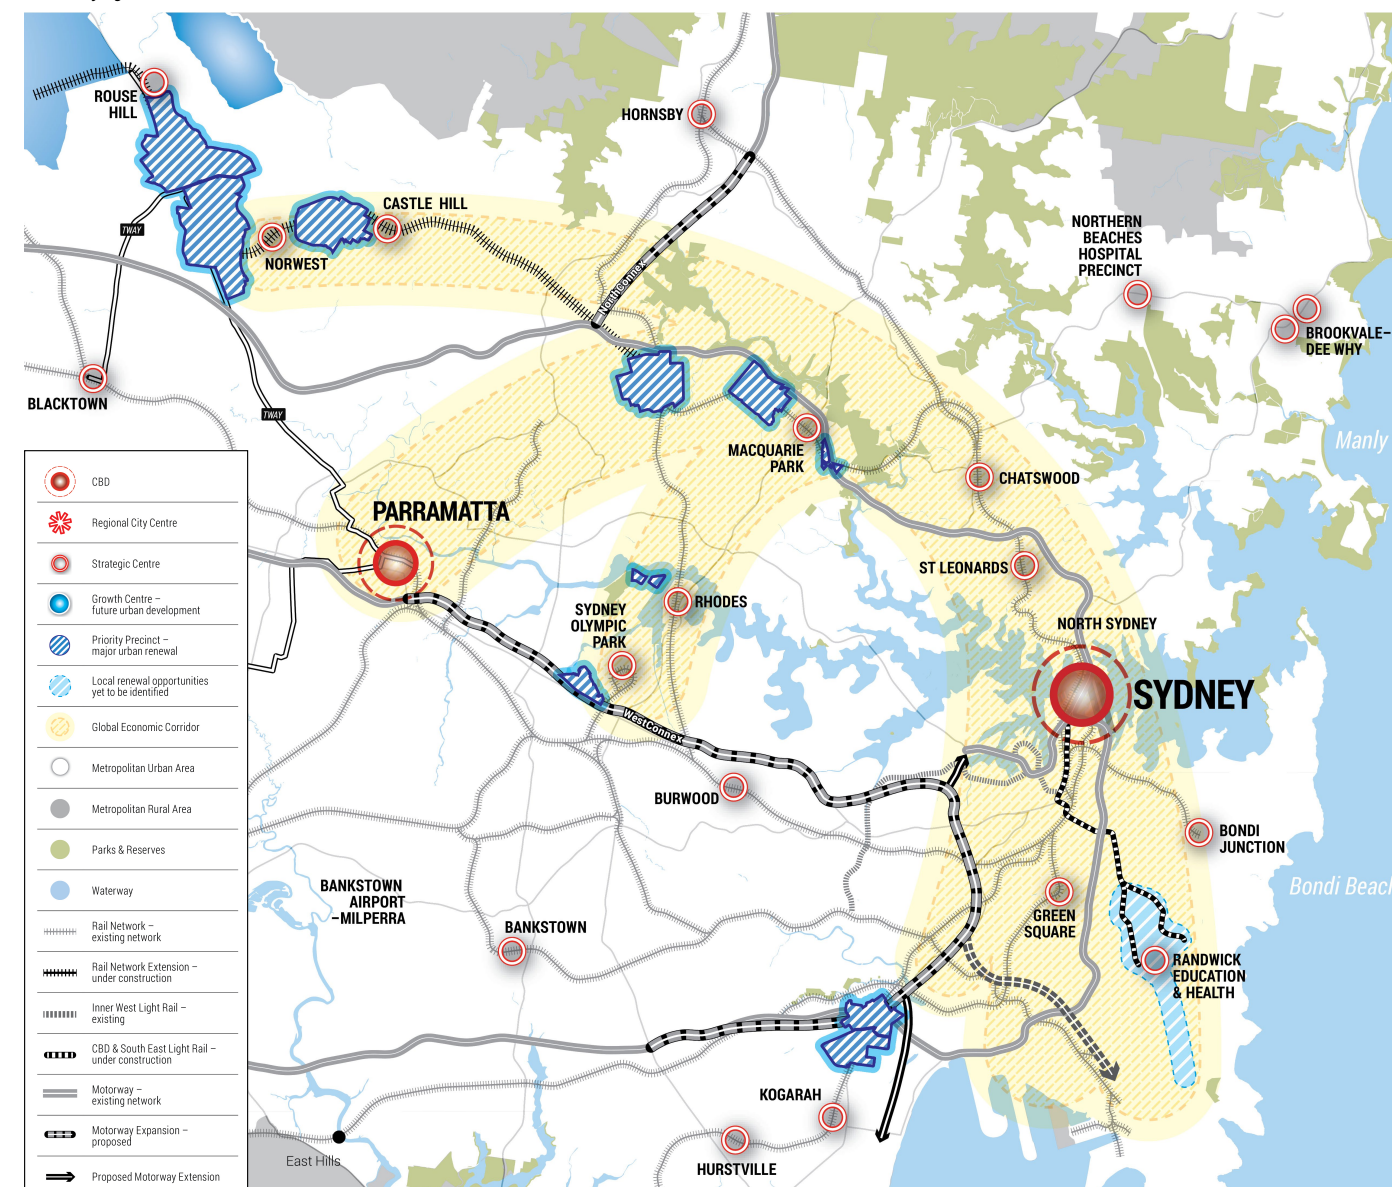 ROUSE
HILL
HORNSBY
CASTLE HILL
NORWEST
TWAY
NORTHERN
BEACHES
HOSPITAL
PRECINCT
NorthConnex
BROOKVALE–
DEE WHY
BLACKTOWN
TWAY
Manly
MACQUARIE
PARK
CHATSWOOD
PARRAMATTA
ST LEONARDS
RHODES
SYDNEY
OLYMPIC
PARK
NORTH SYDNEY
SYDNEY
WestConnex
BURWOOD
BONDI
JUNCTION
BANKSTOWN
AIRPORT
–MILPERRA
Bondi Beach
BANKSTOWN
GREEN
SQUARE
RANDWICK
EDUCATION
& HEALTH
KOGARAH
HURSTVILLE
East Hills
CBD
Regional City Centre
Strategic Centre
Growth Centre –
future urban development
Priority Precinct –
major urban renewal
Local renewal opportunities
yet to be identified
Global Economic Corridor
Metropolitan Urban Area
Metropolitan Rural Area
Parks & Reserves
Waterway
Rail Network –
existing network
Rail Network Extension –
under construction
Inner West Light Rail –
existing
CBD & South East Light Rail –
under construction
Motorway –
existing network
Motorway Expansion –
proposed
Proposed Motorway Extension